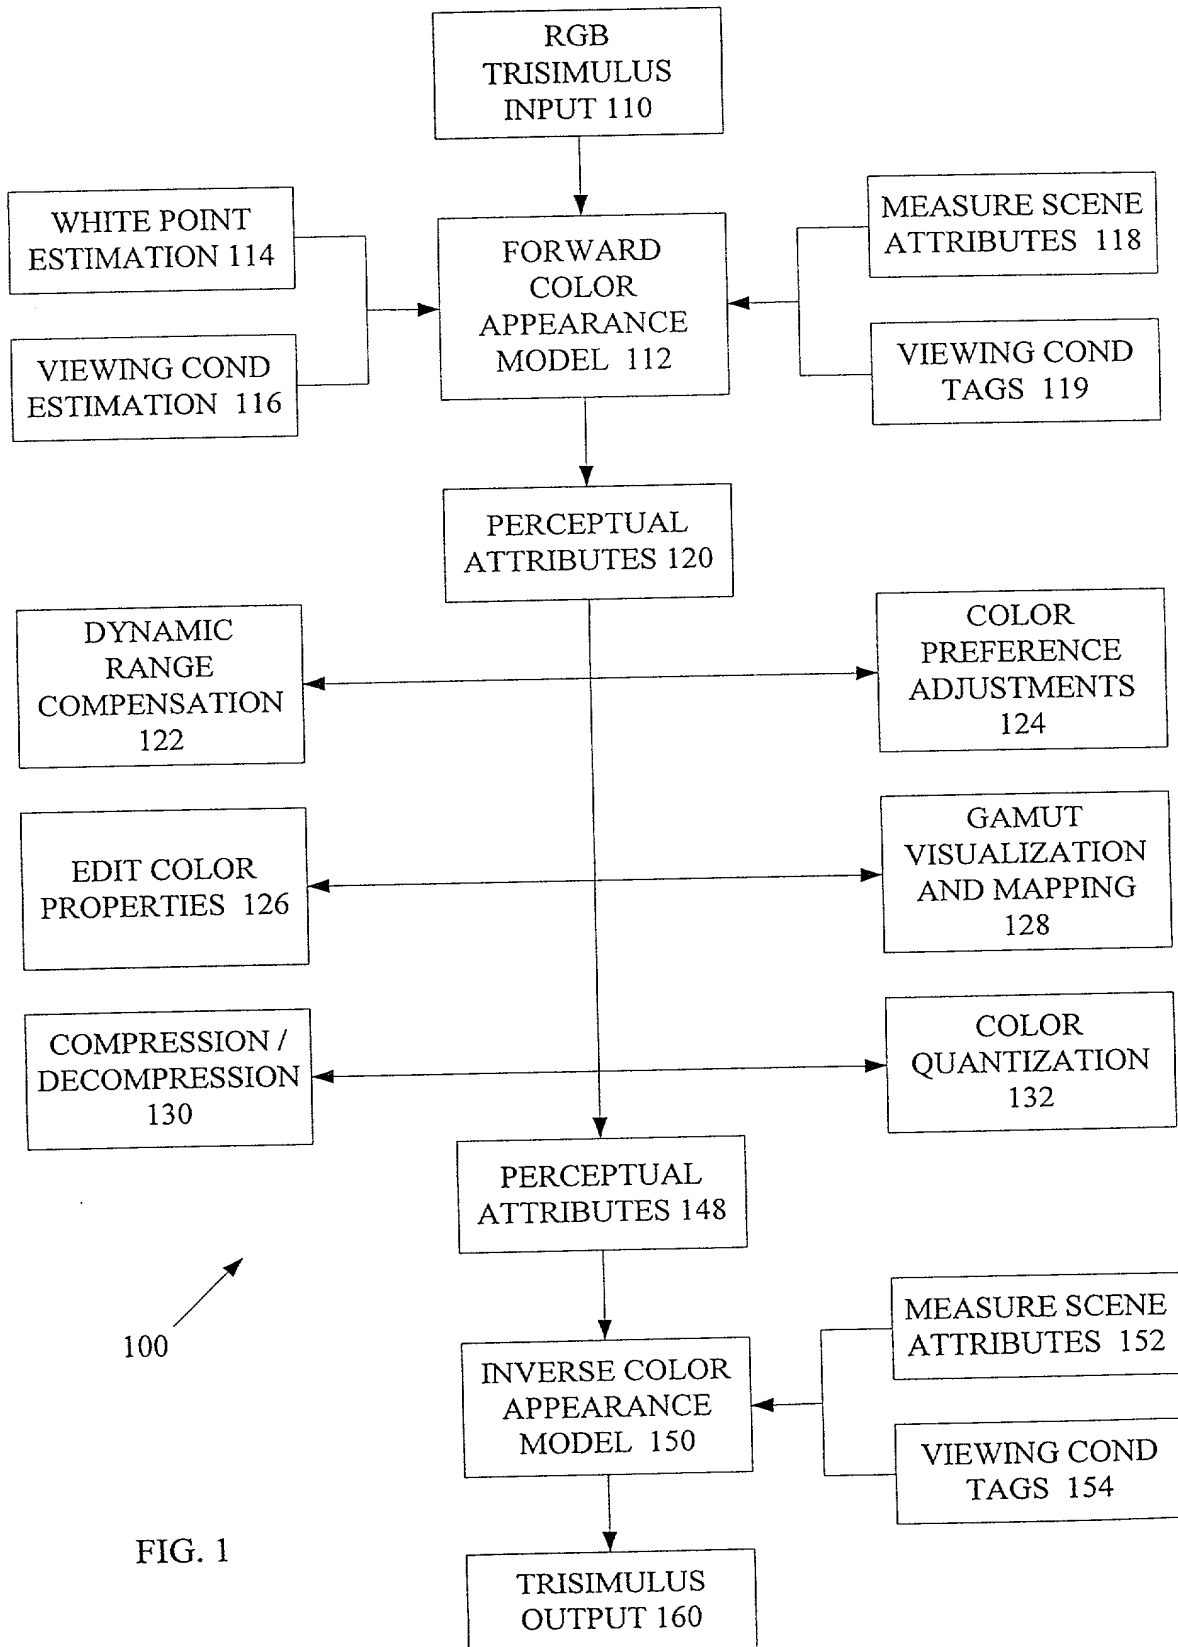 RGB
TRISIMULUS
INPUT 110
WHITE POINT
ESTIMATION 114
VIEWING COND
ESTIMATION 116
FORWARD
COLOR
APPEARANCE
MODEL 112
MEASURE SCENE
ATTRIBUTES 118
VIEWING COND
TAGS 119
PERCEPTUAL
ATTRIBUTES 120
DYNAMIC
RANGE
COMPENSATION
122
COLOR
PREFERENCE
ADJUSTMENTS
124
EDIT COLOR
PROPERTIES 126
GAMUT
VISUALIZATION
AND MAPPING
128
COMPRESSION /
DECOMPRESSION
130
COLOR
QUANTIZATION
132
PERCEPTUAL
ATTRIBUTES 148
100
INVERSE COLOR
APPEARANCE
MODEL 150
MEASURE SCENE
ATTRIBUTES 152
VIEWING COND
TAGS 154
FIG. 1
TRISIMULUS
OUTPUT 160